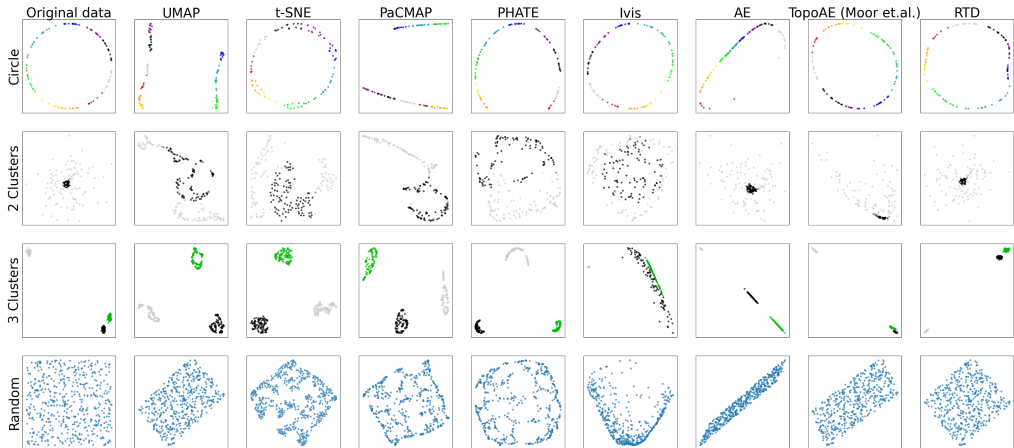 Original data UMAP t-SNE PaCMAP PHATE Ivis AE TopoAE (Moor et.al.) RTD
Circle
2 Clusters
3 Clusters
Random